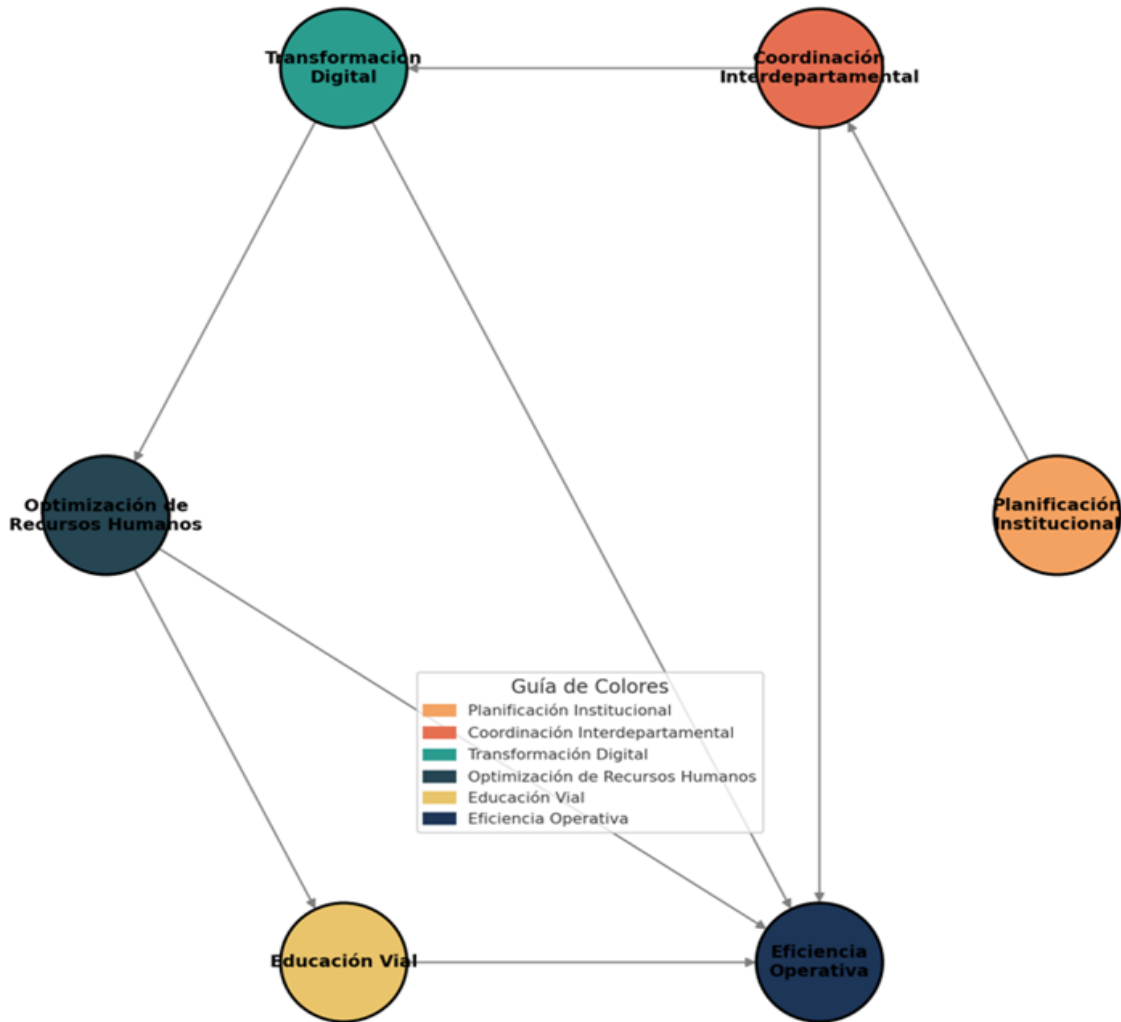 Transformación
Digital
Coordinación
Interdepartamental
Optimización de
Recursos Humanos
Planificación
Institucional
Guía de Colores
Planificación Institucional
Coordinación Interdepartamental
Transformación Digital
Optimización de Recursos Humanos
Educación Vial
Eficiencia Operativa
Educación Vial
Eficiencia
Operativa